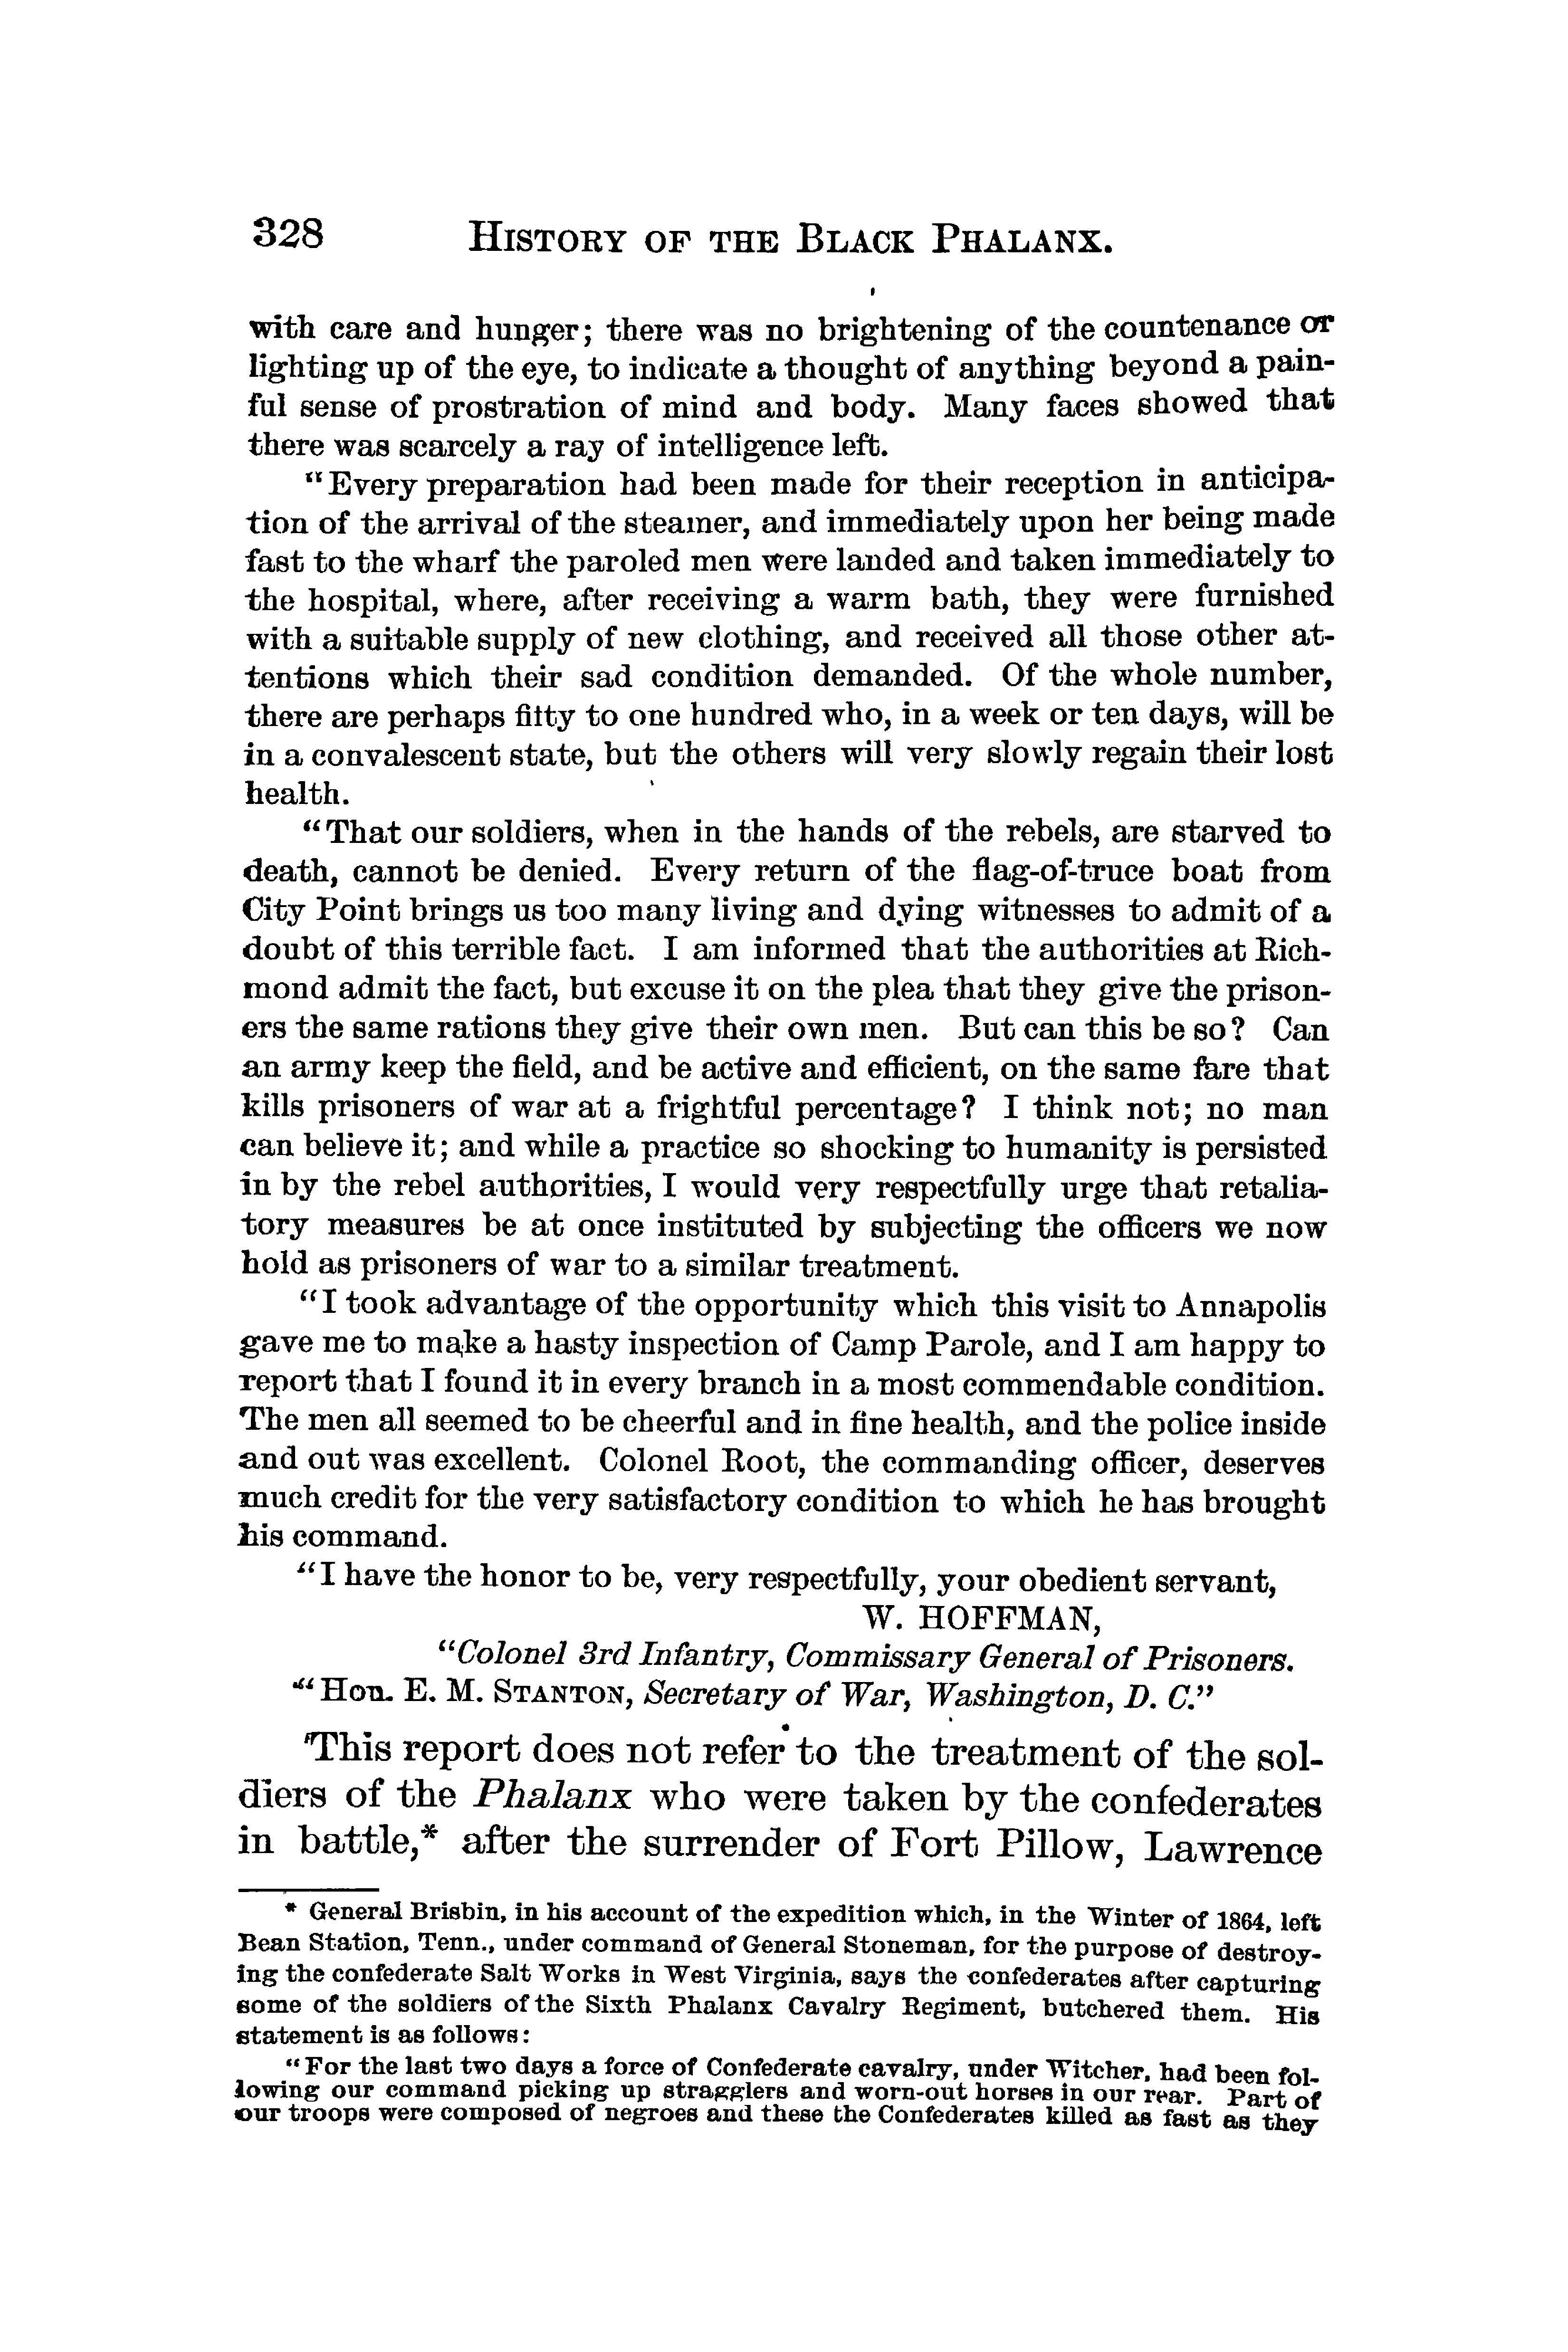 328 HISTORY OF THE BLACK PHALANX.
with care and hunger; there was no brightening of the countenance or
lighting up of the eye, to indicate a thought of anything beyond a pain-
ful sense of prostration of mind and body. Many faces showed that
there was scarcely a ray of intelligence left.
"Every preparation had been made for their reception in anticipa-
tion of the arrival of the steamer, and immediately upon her being made
fast to the wharf the paroled men were landed and taken immediately to
the hospital, where, after receiving a warm bath, they were furnished
with a suitable supply of new clothing, and received all those other at-
tentions which their sad condition demanded. Of the whole number,
there are perhaps fifty to one hundred who, in a week or ten days, will be
in a convalescent state, but the others will very slowly regain their lost
health.
"That our soldiers, when in the hands of the rebels, are starved to
death, cannot be denied. Every return of the flag-of-truce boat from
City Point brings us too many living and dying witnesses to admit of a
doubt of this terrible fact. I am informed that the authorities at Rich-
mond admit the fact, but excuse it on the plea that they give the prison-
ers the same rations they give their own men. But can this be so? Can
an army keep the field, and be active and efficient, on the same fare that
kills prisoners of war at a frightful percentage? I think not; no man
can believe it; and while a practice so shocking to humanity is persisted
in by the rebel authorities, I would very respectfully urge that retalia-
tory measures be at once instituted by subjecting the officers we now
hold as prisoners of war to a similar treatment.
"I took advantage of the opportunity which this visit to Annapolis
gave me to make a hasty inspection of Camp Parole, and I am happy to
report that I found it in every branch in a most commendable condition.
The men all seemed to be cheerful and in fine health, and the police inside
and out was excellent. Colonel Root, the commanding officer, deserves
much credit for the very satisfactory condition to which he has brought
his command.
"I have the honor to be, very respectfully, your obedient servant,
W. HOFFMAN,
"Colonel 3rd Infantry, Commissary General of Prisoners.
"Hon. E. M. STANTON, Secretary of War, Washington, D. C."
This report does not refer to the treatment of the sol-
diers of the Phalanx who were taken by the confederates
in battle,* after the surrender of Fort Pillow, Lawrence
* General Brisbin, in his account of the expedition which, in the Winter of 1864, left
Bean Station, Tenn., under command of General Stoneman, for the purpose of destroy-
ing the confederate Salt Works in West Virginia, says the confederates after capturing
some of the soldiers of the Sixth Phalanx Cavalry Regiment, butchered them. His
statement is as follows:
"For the last two days a force of Confederate cavalry, under Witcher, had been fol-
lowing our command picking up stragglers and worn-out horses in our rear. Part of
our troops were composed of negroes and these the Confederates killed as fast as they